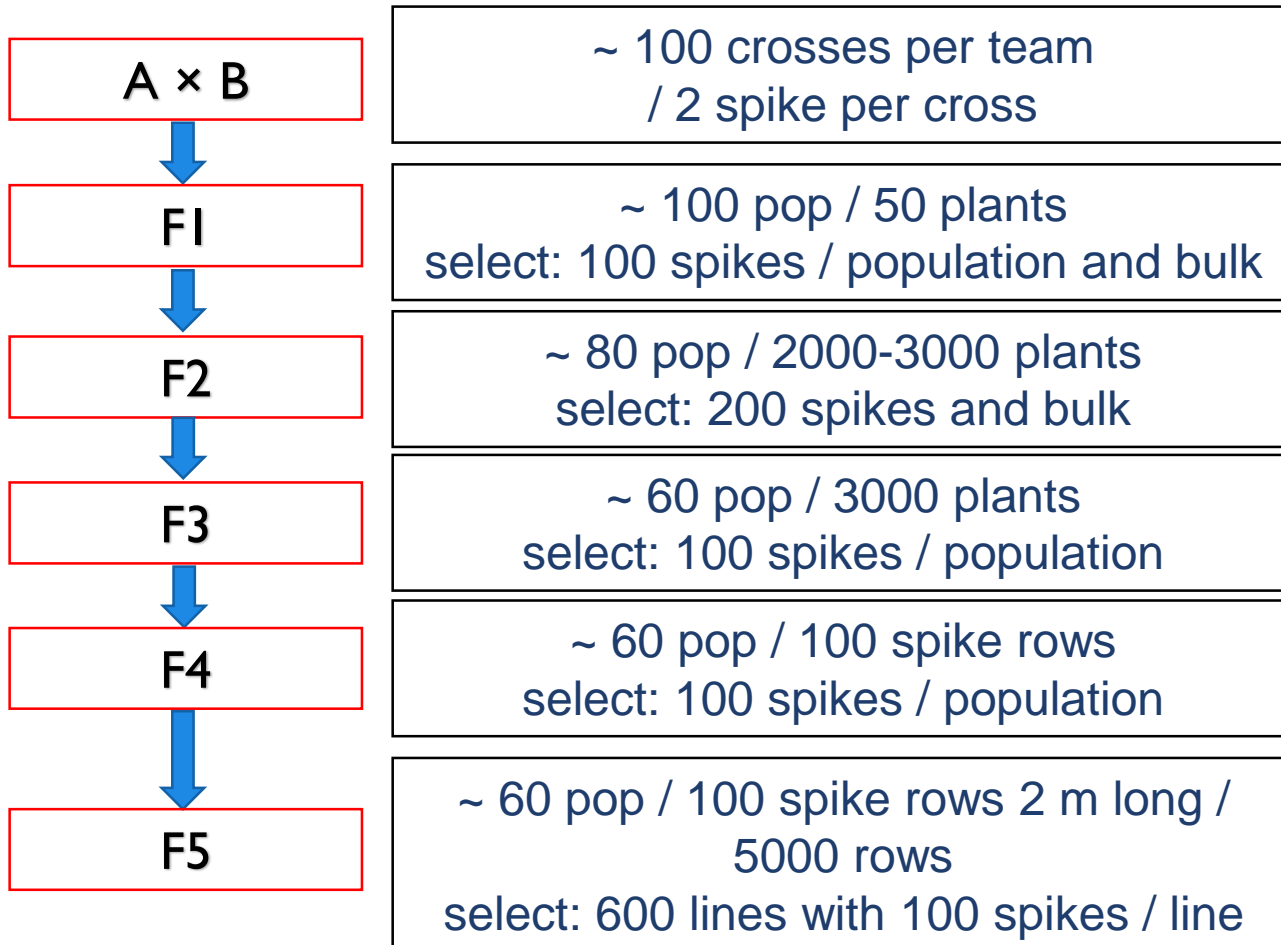 A × B
~ 100 crosses per team
/ 2 spike per cross
F1
~ 100 pop / 50 plants
select: 100 spikes / population and bulk
F2
~ 80 pop / 2000-3000 plants
select: 200 spikes and bulk
F3
~ 60 pop / 3000 plants
select: 100 spikes / population
F4
~ 60 pop / 100 spike rows
select: 100 spikes / population
F5
~ 60 pop / 100 spike rows 2 m long /
5000 rows
select: 600 lines with 100 spikes / line